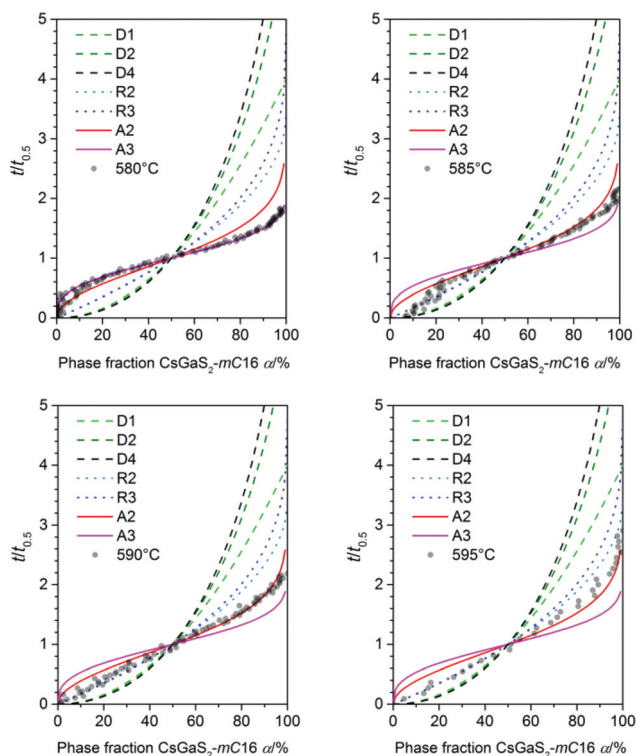 5
4
3
2
1
0
t/t0.5
D1
D2
D4
R2
R3
A2
A3
580°C
0 20 40 60 80 100
Phase fraction CsGaS2-mC16 α/%
5
4
3
2
1
0
t/t0.5
D1
D2
D4
R2
R3
A2
A3
585°C
0 20 40 60 80 100
Phase fraction CsGaS2-mC16 α/%
5
4
3
2
1
0
t/t0.5
D1
D2
D4
R2
R3
A2
A3
590°C
0 20 40 60 80 100
Phase fraction CsGaS2-mC16 α/%
5
4
3
2
1
0
t/t0.5
D1
D2
D4
R2
R3
A2
A3
595°C
0 20 40 60 80 100
Phase fraction CsGaS2-mC16 α/%